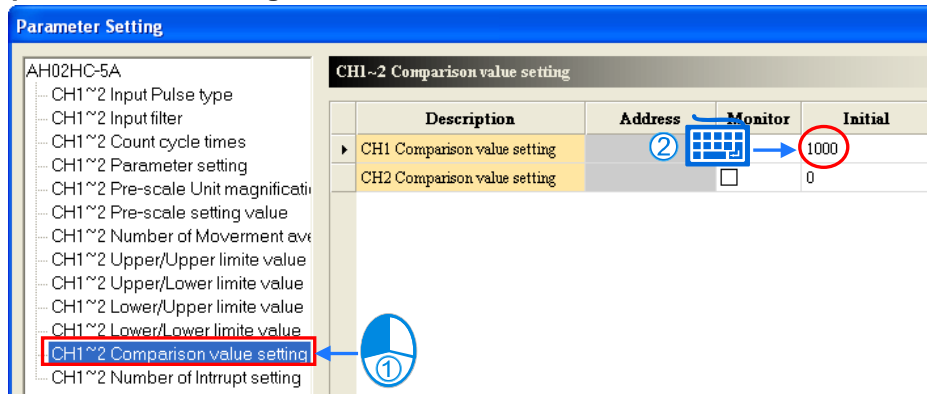 Parameter Setting
AH02HC-5A
CH1~2 Input Pulse type
CH1~2 Input filter
CH1~2 Count cycle times
CH1~2 Parameter setting
CH1~2 Pre-scale Unit magnificati
CH1~2 Pre-scale setting value
CH1~2 Number of Moverment ave
CH1~2 Upper/Upper limite value
CH1~2 Upper/Lower limite value
CH1~2 Lower/Upper limite value
CH1~2 Lower/Lower limite value
CH1~2 Comparison value setting
CH1~2 Number of Intrrupt setting
①
CH1~2 Comparison value setting
Description Address Monitor Initial
CH1 Comparison value setting ② 1000
CH2 Comparison value setting 0